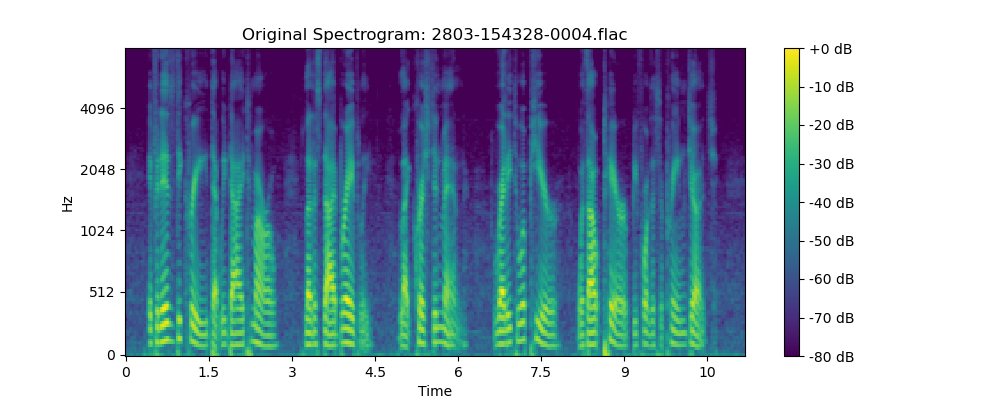 Original Spectrogram: 2803-154328-0004.flac
Hz
4096
2048
1024
512
0
0 1.5 3 4.5 6 7.5 9 10
Time
+0 dB
-10 dB
-20 dB
-30 dB
-40 dB
-50 dB
-60 dB
-70 dB
-80 dB